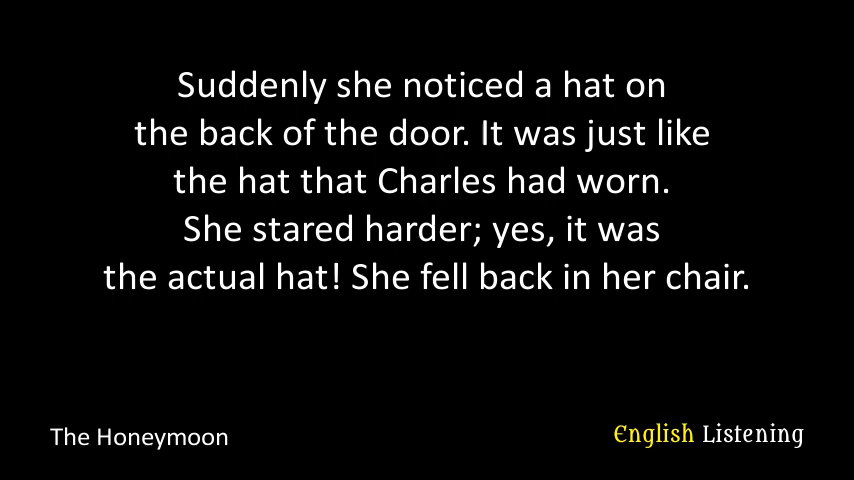 Suddenly she noticed a hat on
the back of the door. It was just like
the hat that Charles had worn.
She stared harder; yes, it was
the actual hat! She fell back in her chair.
The Honeymoon
English Listening